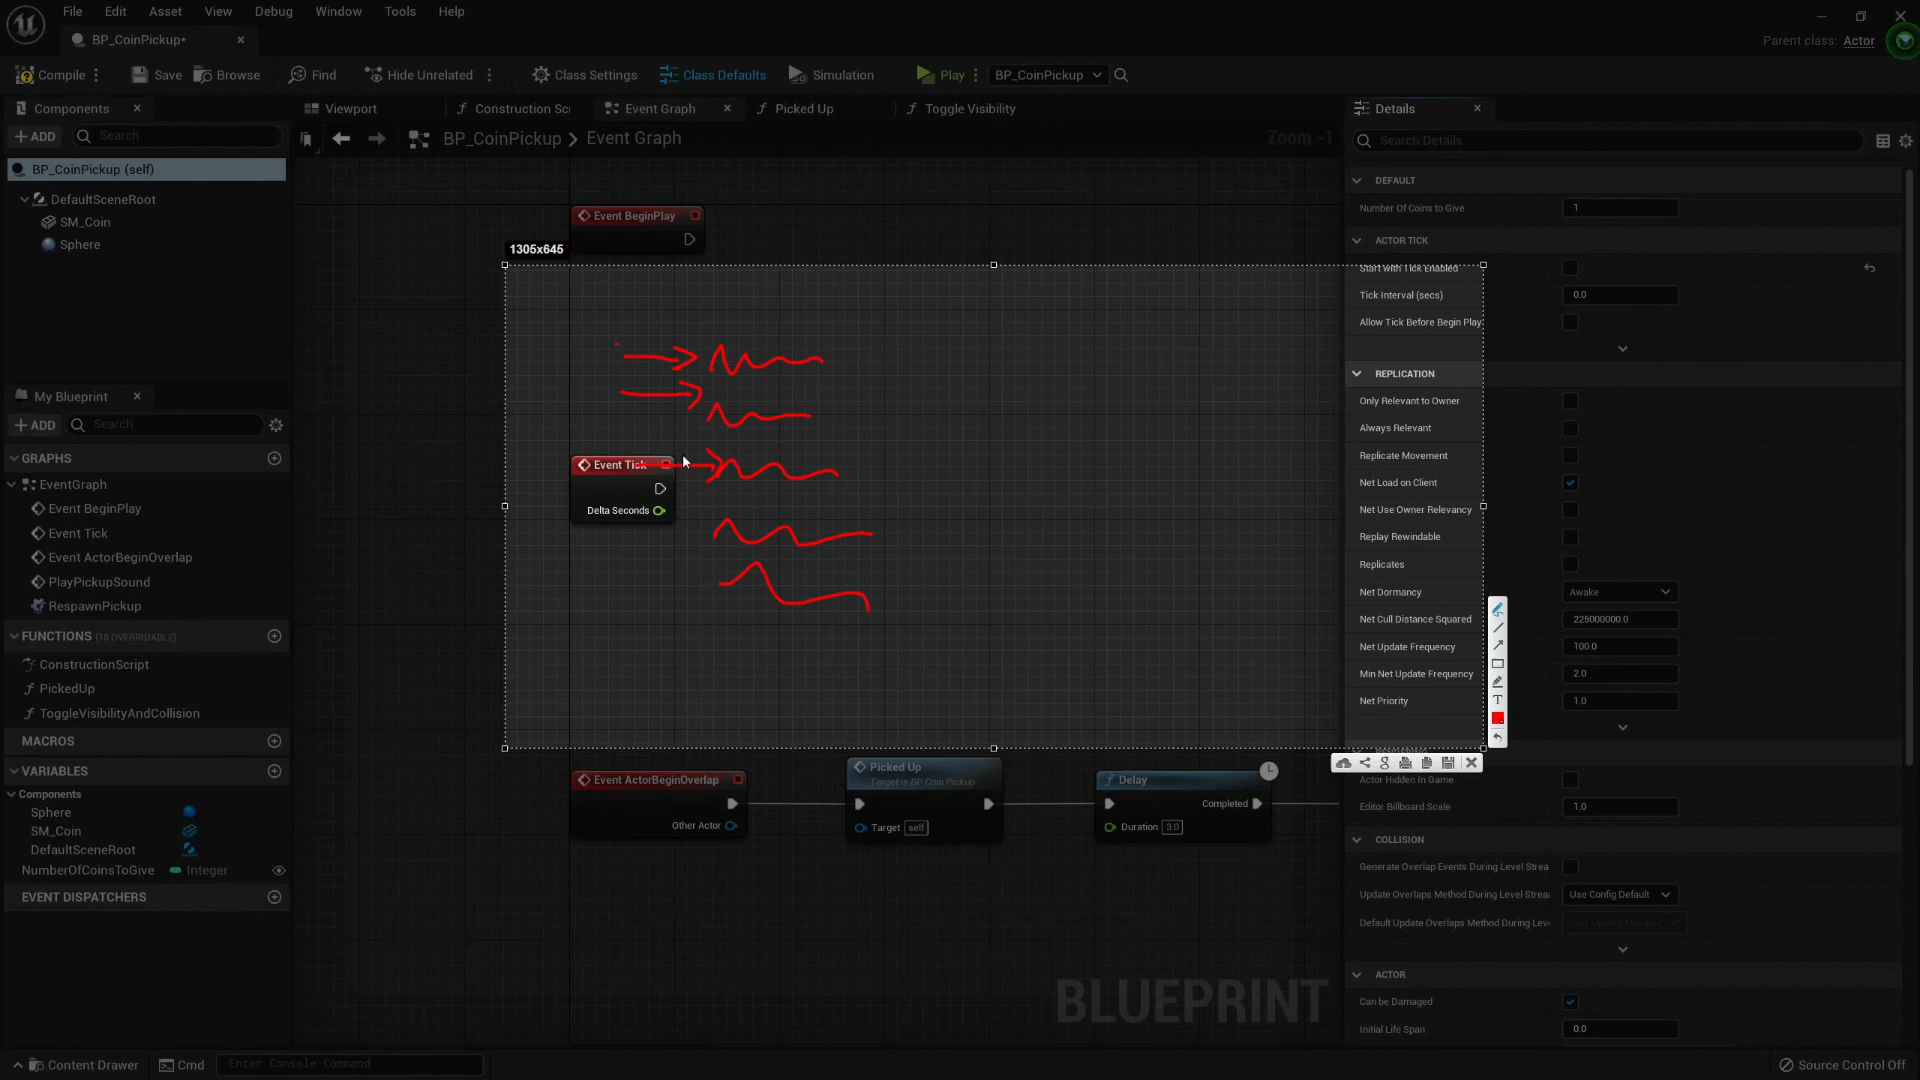 File Edit Asset View Debug Window Tools Help
BP_CoinPickup*
Parent class: Actor
Compile Save Browse Find Hide Unrelated Class Settings Class Defaults Simulation Play BP_CoinPickup
Components
ADD Search
BP_CoinPickup (self)
DefaultSceneRoot
SM_Coin
Sphere
My Blueprint
ADD Search
GRAPHS
EventGraph
Event BeginPlay
Event Tick
Event ActorBeginOverlap
PlayPickupSound
RespawnPickup
FUNCTIONS (18 OVERRIDABLE)
ConstructionScript
PickedUp
ToggleVisibilityAndCollision
MACROS
VARIABLES
Components
Sphere
SM_Coin
DefaultSceneRoot
NumberOfCoinsToGive Integer
EVENT DISPATCHERS
Viewport Construction Scr Event Graph Picked Up Toggle Visibility
BP_CoinPickup > Event Graph Zoom -1
Event BeginPlay
1305x645
Event Tick
Delta Seconds
Event ActorBeginOverlap
Other Actor
Picked Up
Target is BP Coin Pickup
Target self
Delay
Completed
Duration 3.0
BLUEPRINT
Details
Search Details
DEFAULT
Number Of Coins to Give 1
ACTOR TICK
Start with Tick Enabled
Tick Interval (secs) 0.0
Allow Tick Before Begin Play
REPLICATION
Only Relevant to Owner
Always Relevant
Replicate Movement
Net Load on Client
Net Use Owner Relevancy
Replay Rewindable
Replicates
Net Dormancy Awake
Net Cull Distance Squared 225000000.0
Net Update Frequency 100.0
Min Net Update Frequency 2.0
Net Priority 1.0
RENDERING
Actor Hidden In Game
Editor Billboard Scale 1.0
COLLISION
Generate Overlap Events During Level Strea
Update Overlaps Method During Level Strea Use Config Default
Default Update Overlaps Method During Leve
ACTOR
Can be Damaged
Initial Life Span 0.0
Content Drawer Cmd Enter Console Command
Source Control Off